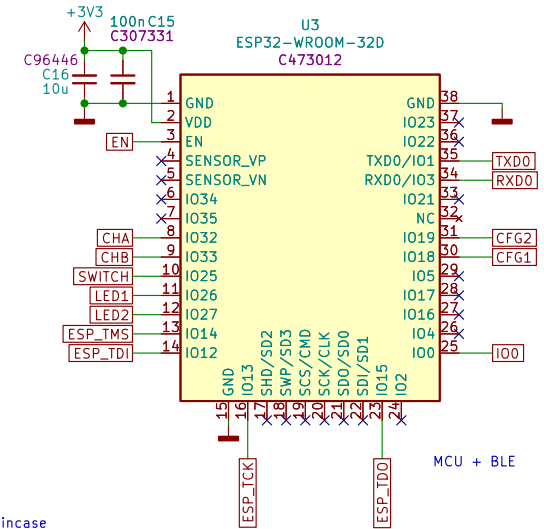 +3V3
100n C15
C307331
C96446
C16
10u
U3
ESP32-WROOM-32D
C473012
1 GND
2 VDD
EN 3 EN
4 SENSOR_VP
5 SENSOR_VN
6 IO34
7 IO35
CHA 8 IO32
CHB 9 IO33
SWITCH 10 IO25
LED1 11 IO26
LED2 12 IO27
ESP_TMS 13 IO14
ESP_TDI 14 IO12
GND 38
IO23 37
IO22 36
TXD0/IO1 35 TXD0
RXD0/IO3 34 RXD0
IO21 33
NC 32
IO19 31 CFG2
IO18 30 CFG1
IO5 29
IO17 28
IO16 27
IO4 26
IO0 25 IO0
GND 15
IO13 16 ESP_TCK
SHD/SD2 17
SWP/SD3 18
SCS/CMD 19
SCK/CLK 20
SDO/SD0 21
SDI/SD1 22
IO15 23 ESP_TDO
IO2 24
MCU + BLE
incase